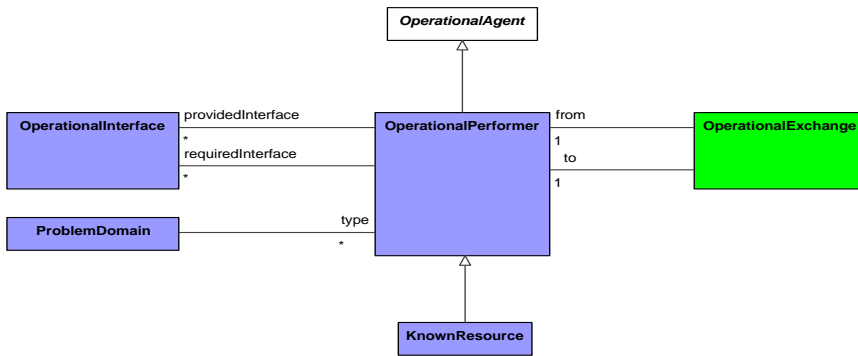 OperationalAgent
providedInterface
from
OperationalInterface
OperationalPerformer
OperationalExchange
*
1
requiredInterface
to
*
1
type
ProblemDomain
*
KnownResource